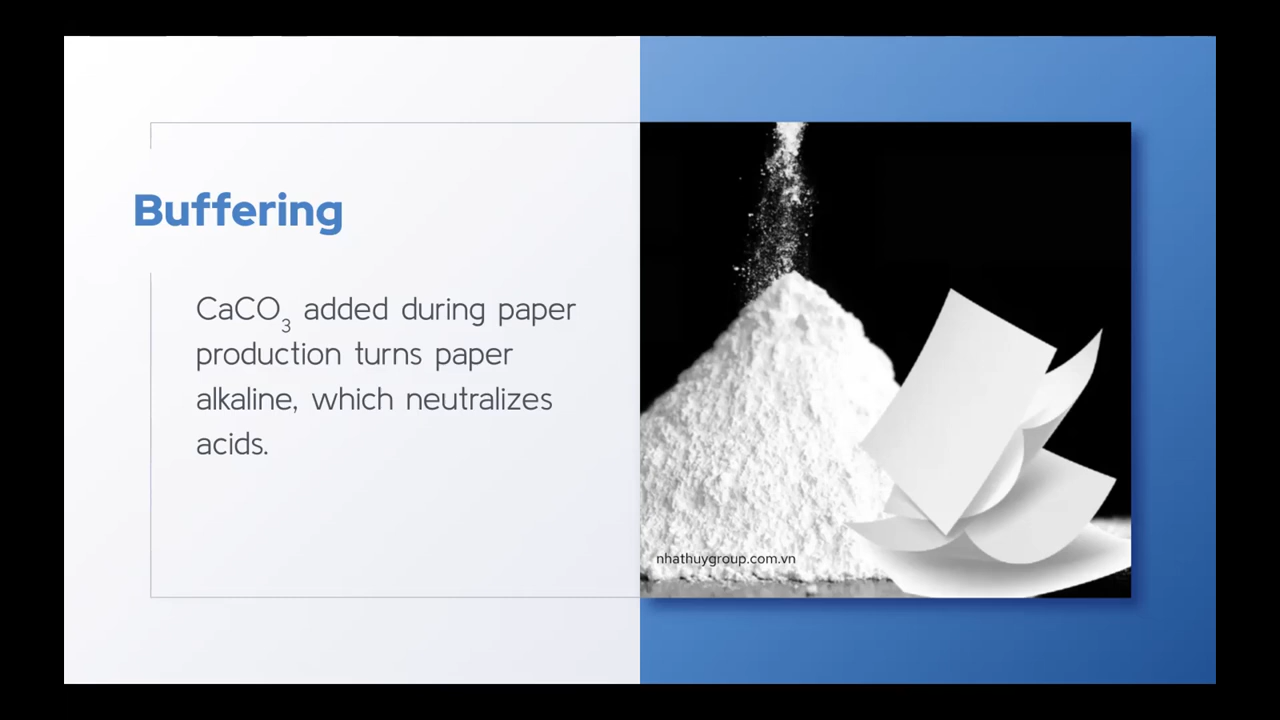 Buffering
CaCO₃ added during paper
production turns paper
alkaline, which neutralizes
acids.
nhathuygroup.com.vn